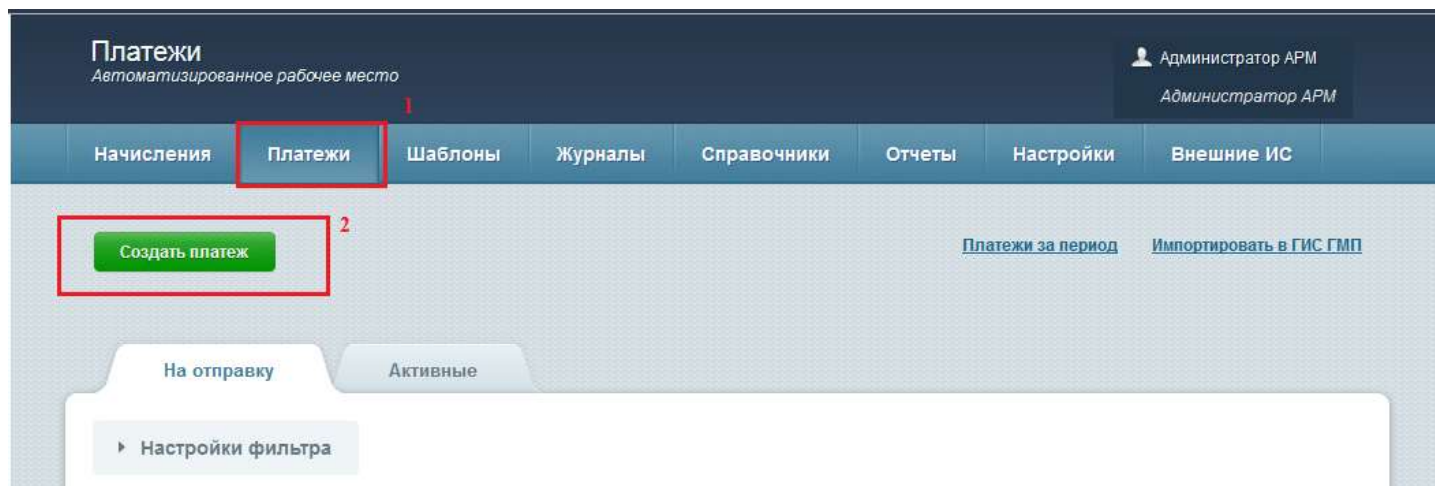 Платежи
Автоматизированное рабочее место
Администратор АРМ
Администратор АРМ
1
Начисления Платежи Шаблоны Журналы Справочники Отчеты Настройки Внешние ИС
2
Создать платеж
Платежи за период Импортировать в ГИС ГМП
На отправку Активные
Настройки фильтра